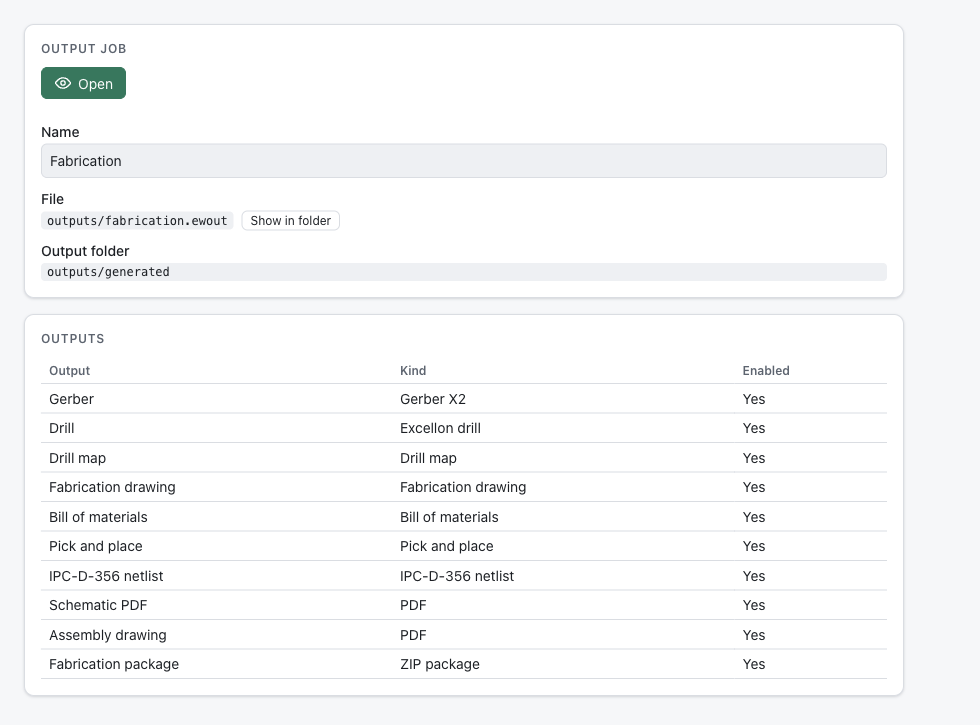 OUTPUT JOB
Open
Name
Fabrication
File
outputs/fabrication.ewout Show in folder
Output folder
outputs/generated
OUTPUTS
Output Kind Enabled
Gerber Gerber X2 Yes
Drill Excellon drill Yes
Drill map Drill map Yes
Fabrication drawing Fabrication drawing Yes
Bill of materials Bill of materials Yes
Pick and place Pick and place Yes
IPC-D-356 netlist IPC-D-356 netlist Yes
Schematic PDF PDF Yes
Assembly drawing PDF Yes
Fabrication package ZIP package Yes